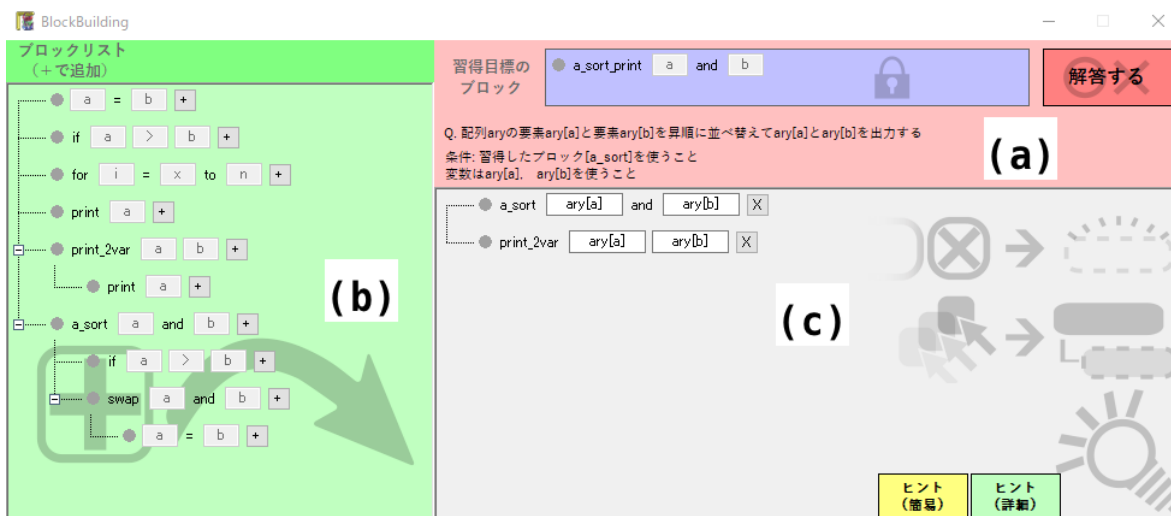 BlockBuilding
ブロックリスト
(+で追加)
a = b +
if a > b +
for i = x to n +
print a +
print_2var a b +
print a +
a_sort a and b +
if a > b +
swap a and b +
a = b +
(b)
習得目標の
ブロック
a_sort_print a and b
解答する
Q. 配列aryの要素ary[a]と要素ary[b]を昇順に並べ替えてary[a]とary[b]を出力する
条件: 習得したブロック[a_sort]を使うこと
変数はary[a]， ary[b]を使うこと
(a)
a_sort ary[a] and ary[b] X
print_2var ary[a] ary[b] X
(c)
ヒント
(簡易)
ヒント
(詳細)